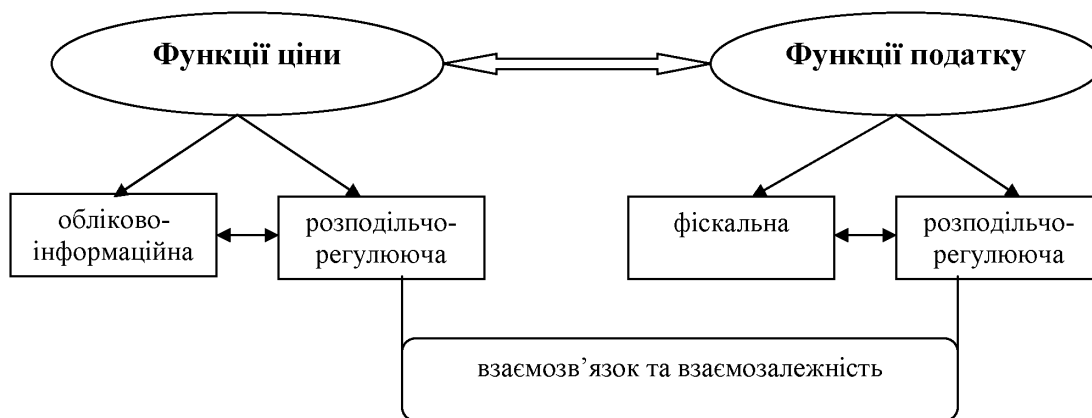 Функції ціни
Функції податку
обліково-
інформаційна
розподільчо-
регулююча
фіскальна
розподільчо-
регулююча
взаємозв’язок та взаємозалежність